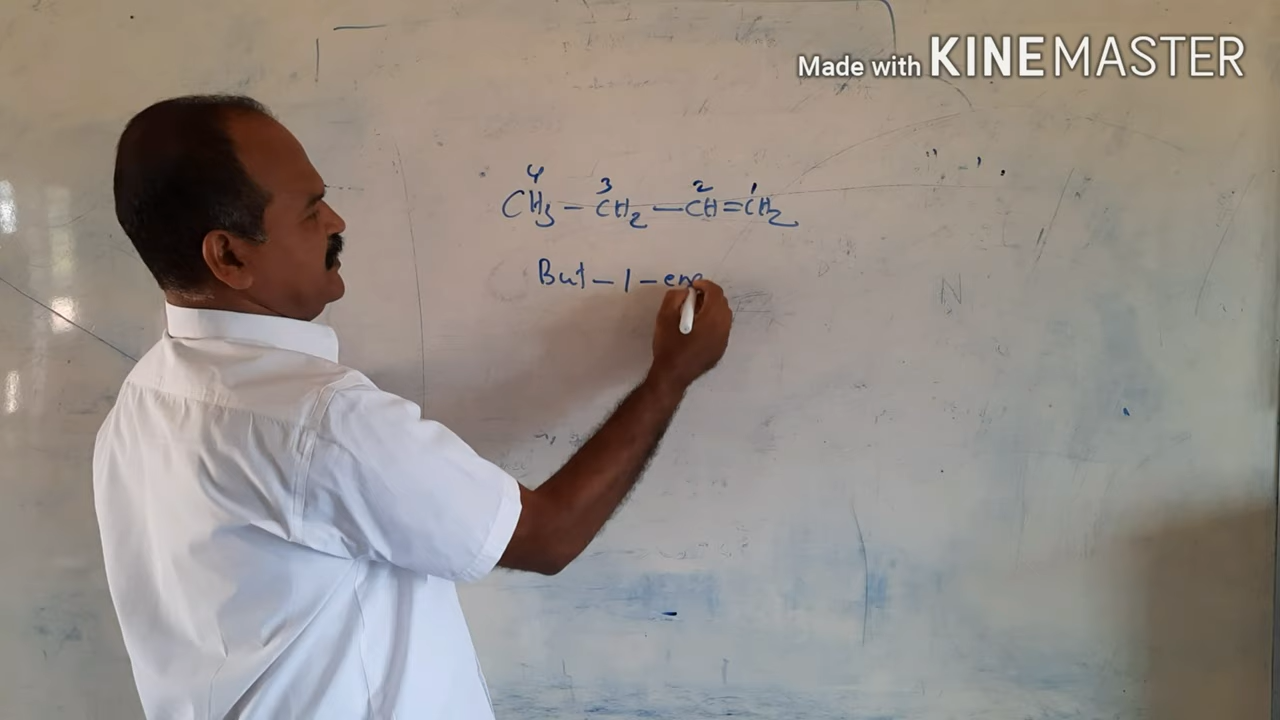 Made with KINEMASTER
4 3 2 1
CH3 – CH2 – CH = CH2
But – 1 – ene
N